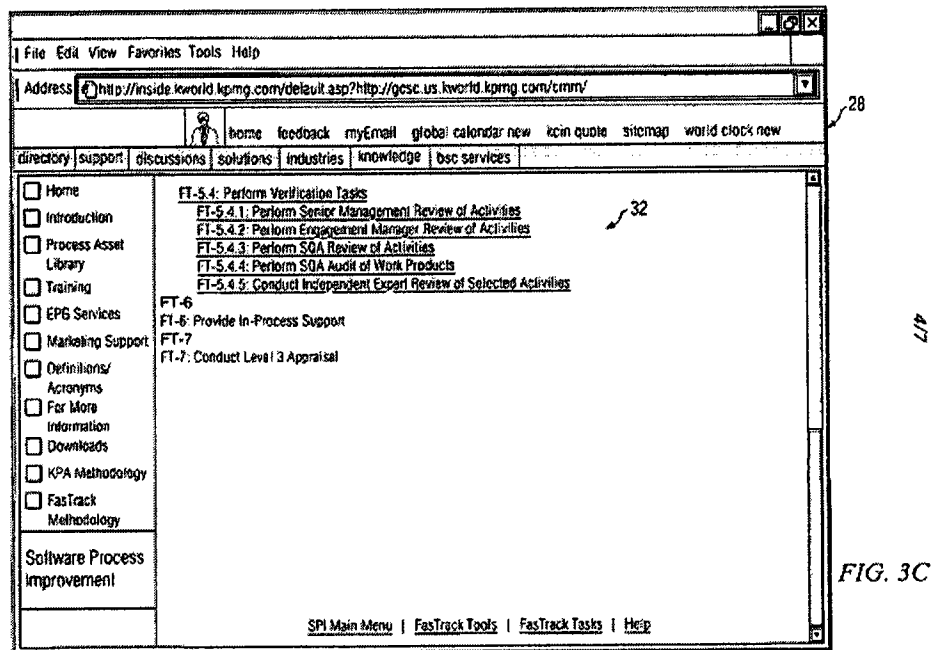 File Edit View Favorites Tools Help
Address http://inside.kworld.kpmg.com/default.asp?http://gcsc.us.kworld.kpmg.com/cmm/
28
home feedback myEmail global calendar new kcin quote sitemap world clock new
directory support discussions solutions industries knowledge bsc services
Home
Introduction
Process Asset
Library
Training
EPG Services
Marketing Support
Definitions/
Acronyms
For More
Information
Downloads
KPA Methodology
FasTrack
Methodology
Software Process
Improvement
FT-5.4: Perform Verification Tasks
FT-5.4.1: Perform Senior Management Review of Activities
FT-5.4.2: Perform Engagement Manager Review of Activities
FT-5.4.3: Perform SQA Review of Activities
FT-5.4.4: Perform SQA Audit of Work Products
FT-5.4.5: Conduct Independent Expert Review of Selected Activities
32
FT-6
FT-6: Provide In-Process Support
FT-7
FT-7: Conduct Level 3 Appraisal
SPI Main Menu | FasTrack Tools | FasTrack Tasks | Help
4/7
FIG. 3C